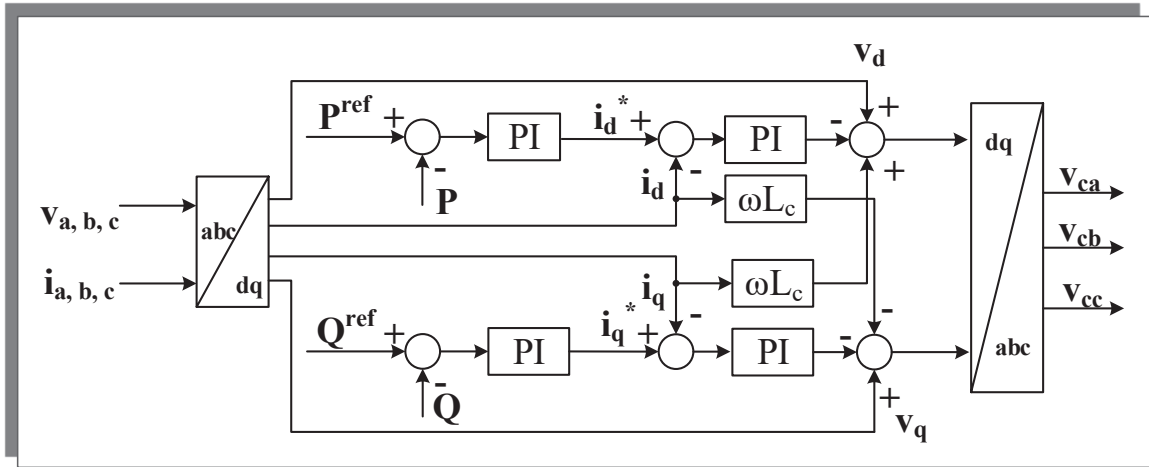 v_d
P^ref + - P
PI
i_d^* + -
PI
- + +
i_d
ωL_c
v_a, b, c
i_a, b, c
abc
dq
i_q
ωL_c
Q^ref + - Q
PI
i_q^* + -
PI
- - +
v_q
dq
abc
v_ca
v_cb
v_cc